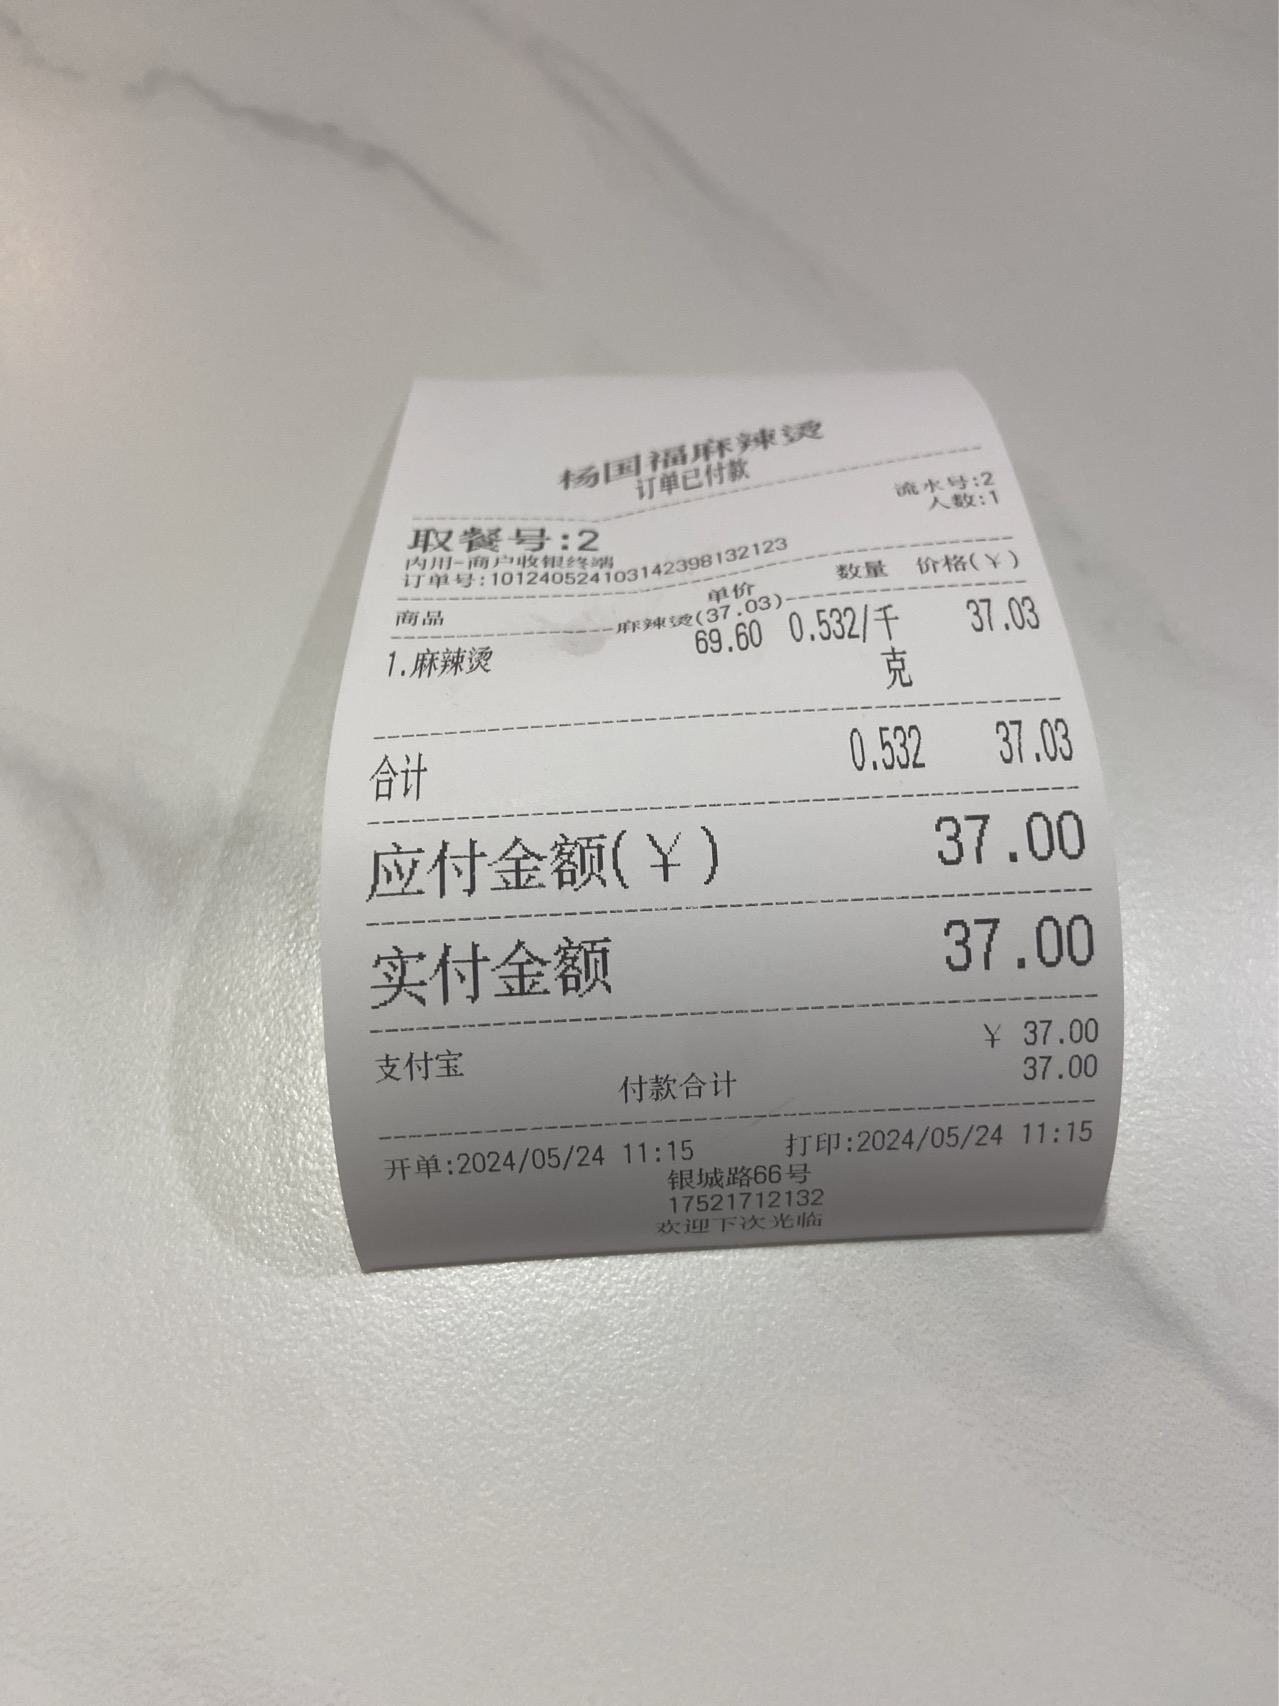 杨国福麻辣烫
订单已付款
流水号:2
取餐号:2 人数:1
内用-商户收银终端
订单号:10124052410314239813​2123
商品 单价 数量 价格(￥)
麻辣烫(37.03)
1.麻辣烫 69.60 0.532/千克 37.03
合计 0.532 37.03
应付金额(￥) 37.00
实付金额 37.00
支付宝 ￥ 37.00
付款合计 37.00
开单:2024/05/24 11:15 打印:2024/05/24 11:15
银城路66号
17521712132
欢迎下次光临